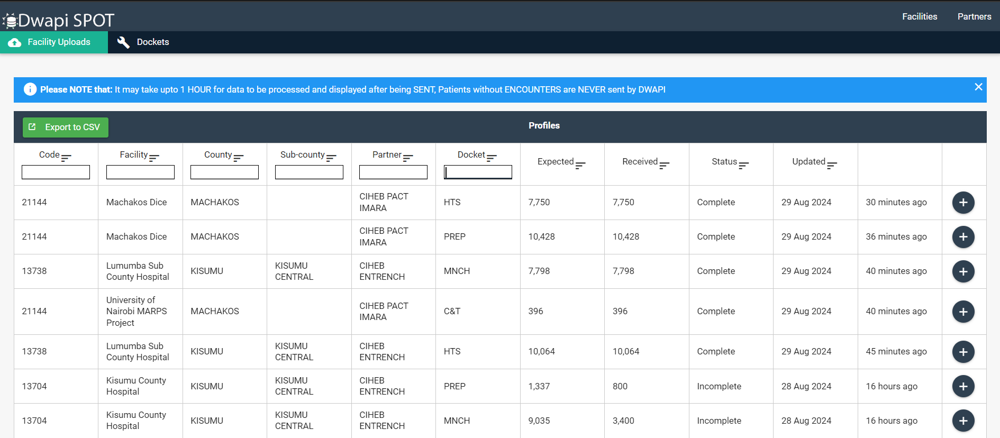 Dwapi SPOT
Facilities Partners
Facility Uploads Dockets
Please NOTE that: It may take upto 1 HOUR for data to be processed and displayed after being SENT, Patients without ENCOUNTERS are NEVER sent by DWAPI
Export to CSV Profiles
Code Facility County Sub-county Partner Docket Expected Received Status Updated
21144 Machakos Dice MACHAKOS CIHEB PACT IMARA HTS 7,750 7,750 Complete 29 Aug 2024 30 minutes ago
21144 Machakos Dice MACHAKOS CIHEB PACT IMARA PREP 10,428 10,428 Complete 29 Aug 2024 36 minutes ago
13738 Lumumba Sub County Hospital KISUMU KISUMU CENTRAL CIHEB ENTRENCH MNCH 7,798 7,798 Complete 29 Aug 2024 40 minutes ago
21144 University of Nairobi MARPS Project MACHAKOS CIHEB PACT IMARA C&T 396 396 Complete 29 Aug 2024 40 minutes ago
13738 Lumumba Sub County Hospital KISUMU KISUMU CENTRAL CIHEB ENTRENCH HTS 10,064 10,064 Complete 29 Aug 2024 45 minutes ago
13704 Kisumu County Hospital KISUMU KISUMU CENTRAL CIHEB ENTRENCH PREP 1,337 800 Incomplete 28 Aug 2024 16 hours ago
13704 Kisumu County Hospital KISUMU KISUMU CENTRAL CIHEB ENTRENCH MNCH 9,035 3,400 Incomplete 28 Aug 2024 16 hours ago